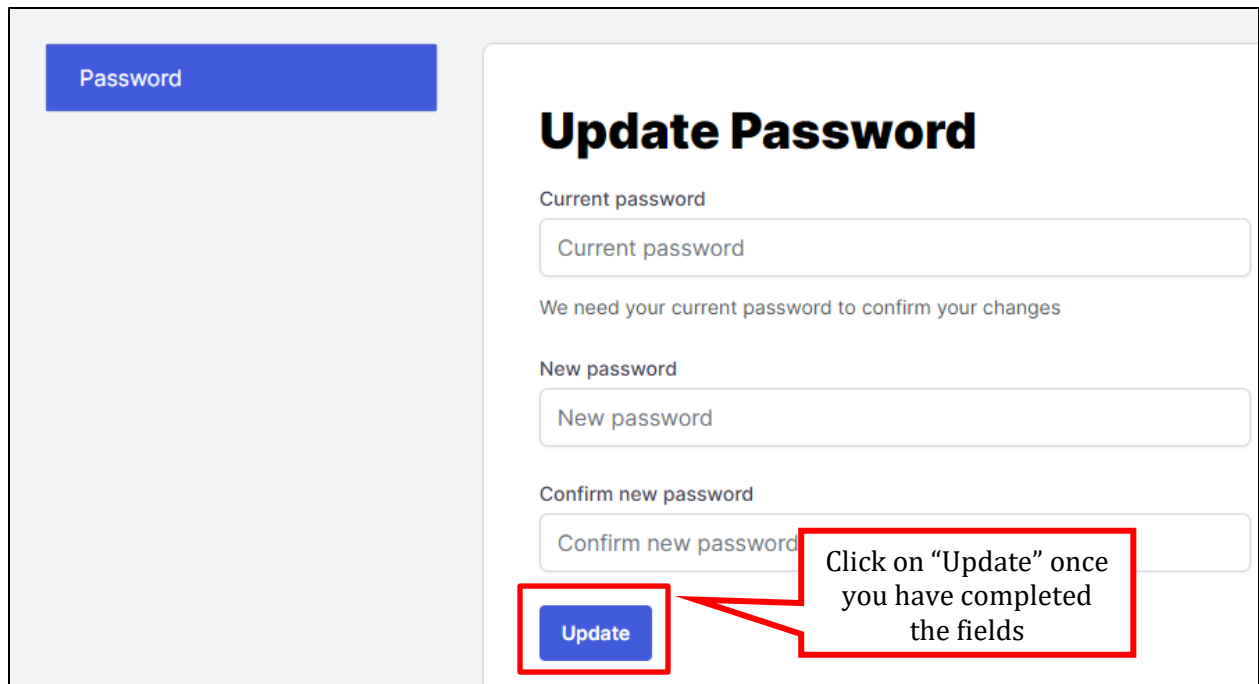 Password
Update Password
Current password
Current password
We need your current password to confirm your changes
New password
New password
Confirm new password
Confirm new password
Click on “Update” once
you have completed
the fields
Update